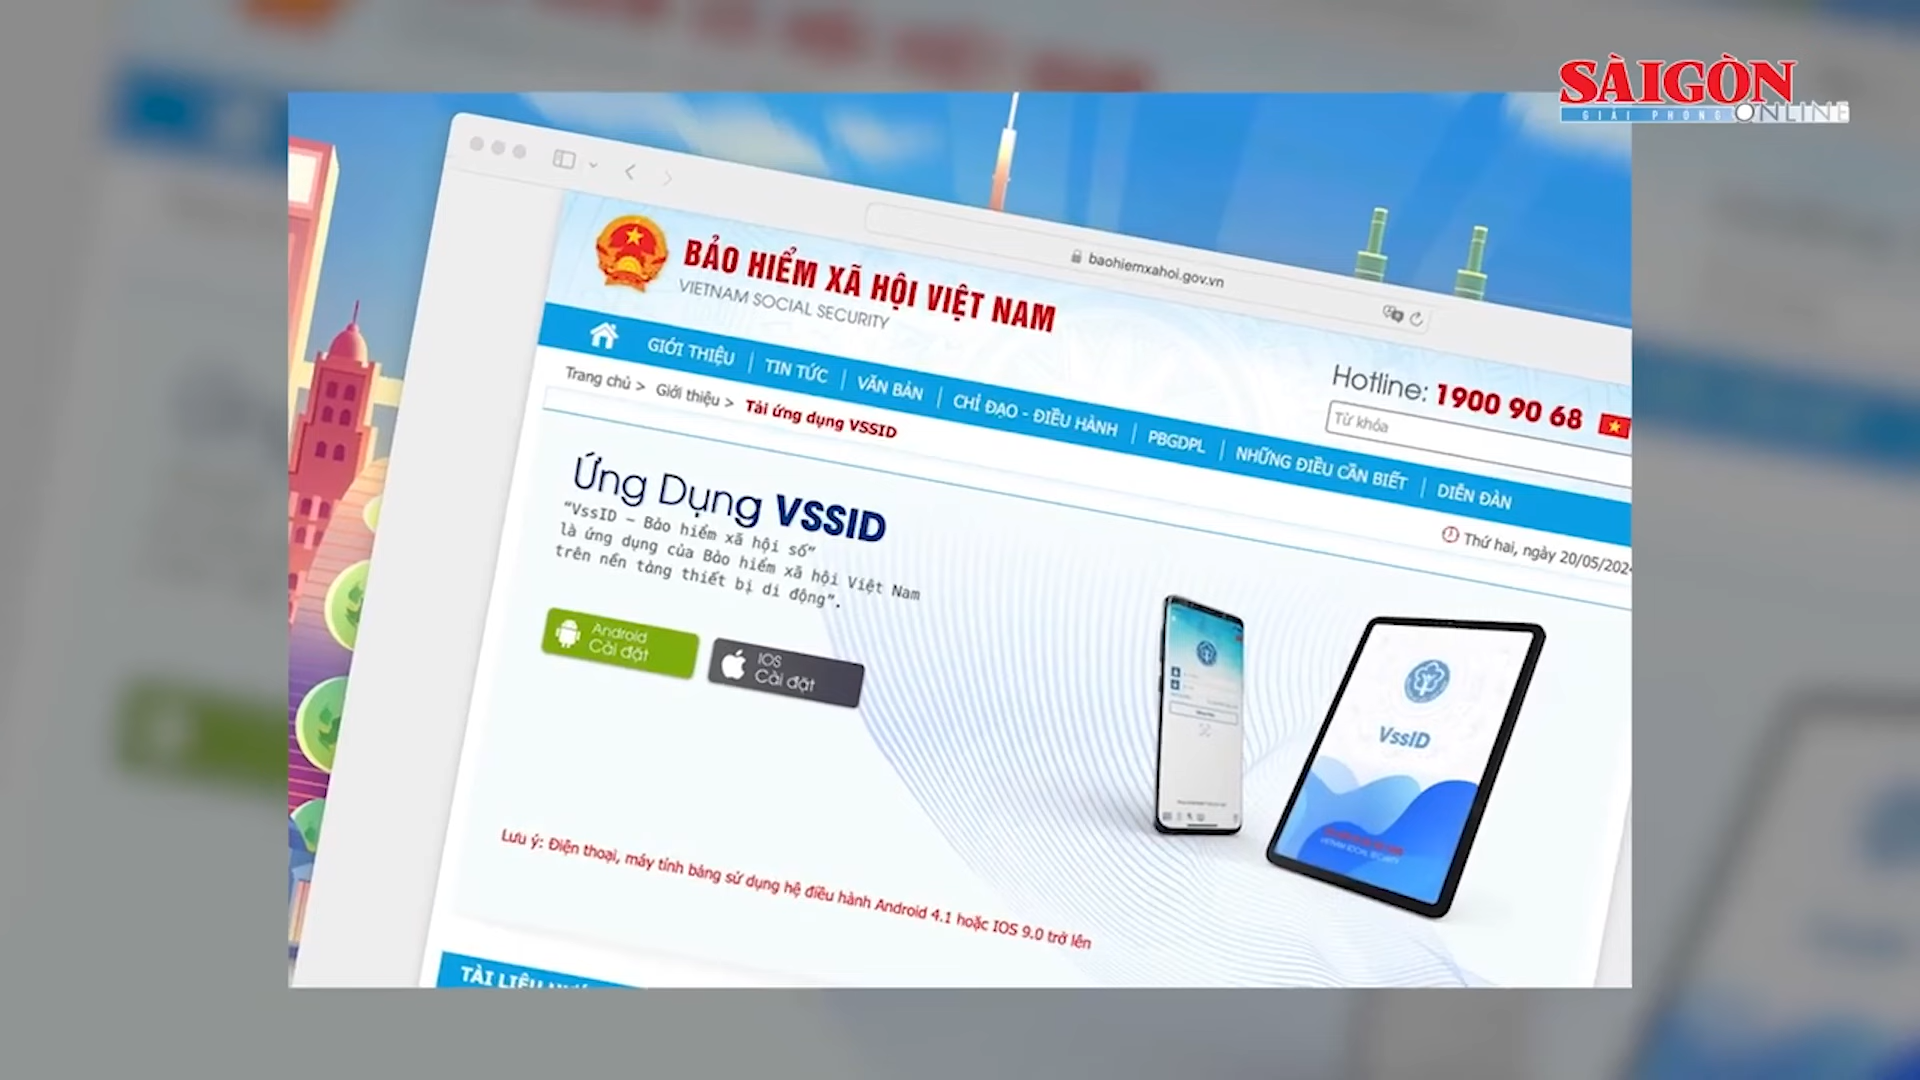 SÀIGÒN
GIẢI PHÓNG ONLINE
baohiemxahoi.gov.vn
BẢO HIỂM XÃ HỘI VIỆT NAM
VIETNAM SOCIAL SECURITY
Hotline: 1900 90 68
Từ khóa
GIỚI THIỆU | TIN TỨC | VĂN BẢN | CHỈ ĐẠO - ĐIỀU HÀNH | PBGDPL | NHỮNG ĐIỀU CẦN BIẾT | DIỄN ĐÀN
Trang chủ > Giới thiệu > Tải ứng dụng VSSID
Thứ hai, ngày 20/05/2024
Ứng Dụng VSSID
"VssID – Bảo hiểm xã hội số"
là ứng dụng của Bảo hiểm xã hội Việt Nam
trên nền tảng thiết bị di động".
Android
Cài đặt
IOS
Cài đặt
VssID
Lưu ý: Điện thoại, máy tính bảng sử dụng hệ điều hành Android 4.1 hoặc IOS 9.0 trở lên
TÀI LIỆU